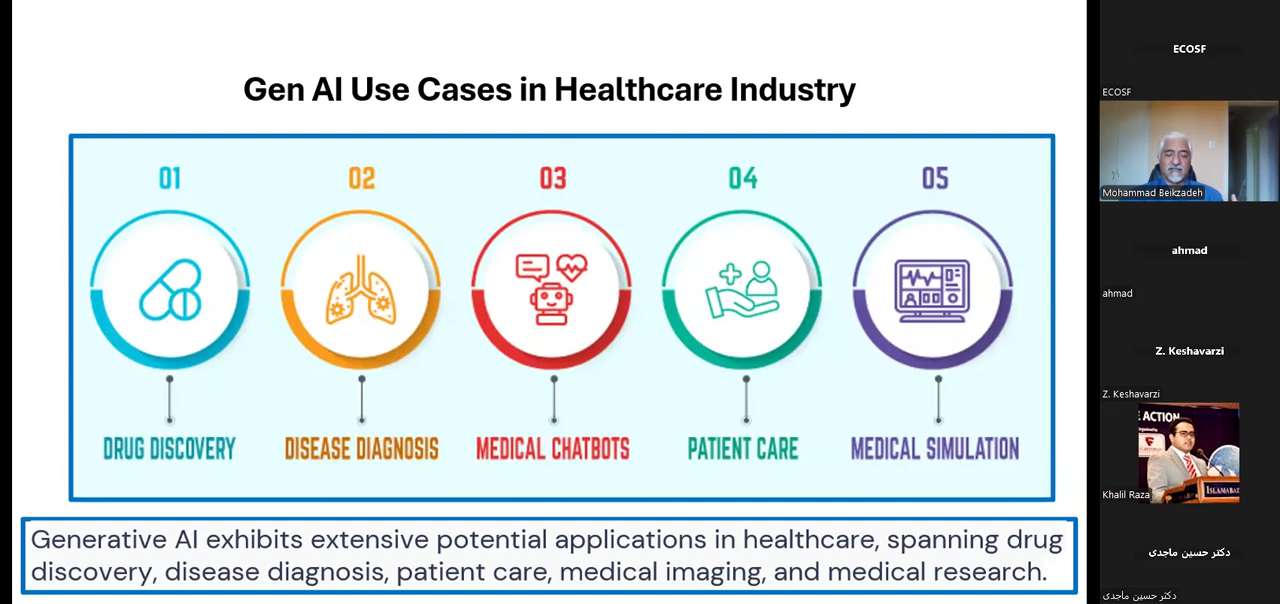 Gen AI Use Cases in Healthcare Industry
01
02
03
04
05
DRUG DISCOVERY
DISEASE DIAGNOSIS
MEDICAL CHATBOTS
PATIENT CARE
MEDICAL SIMULATION
Generative AI exhibits extensive potential applications in healthcare, spanning drug
discovery, disease diagnosis, patient care, medical imaging, and medical research.
ECOSF
ECOSF
Mohammad Beikzadeh
ahmad
ahmad
Z. Keshavarzi
Z. Keshavarzi
E ACTION
ISLAMABAD
Khalil Raza
دکتر حسین ماجدی
دکتر حسین ماجدی